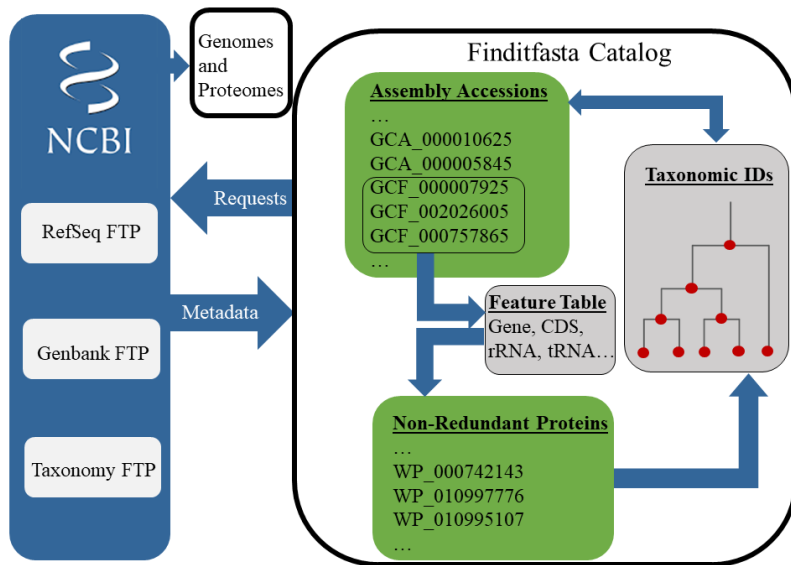 NCBI
RefSeq FTP
Genbank FTP
Taxonomy FTP
Genomes
and
Proteomes
Requests
Metadata
Finditfasta Catalog
Assembly Accessions
…
GCA_000010625
GCA_000005845
GCF_000007925
GCF_002026005
GCF_000757865
…
Taxonomic IDs
Feature Table
Gene, CDS,
rRNA, tRNA…
Non-Redundant Proteins
…
WP_000742143
WP_010997776
WP_010995107
…